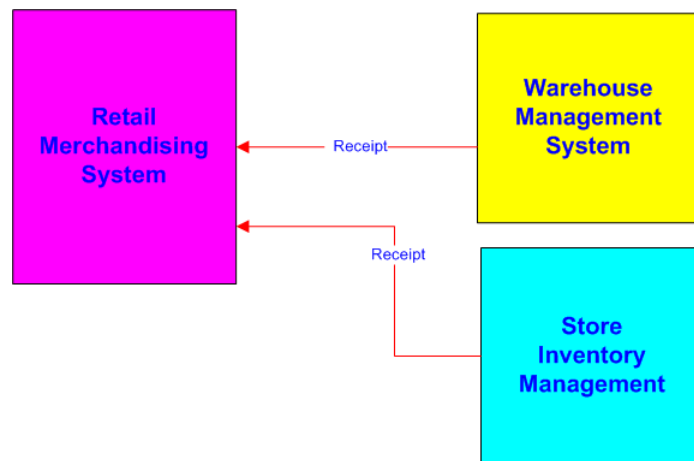 Retail
Merchandising
System
Receipt
Warehouse
Management
System
Receipt
Store
Inventory
Management